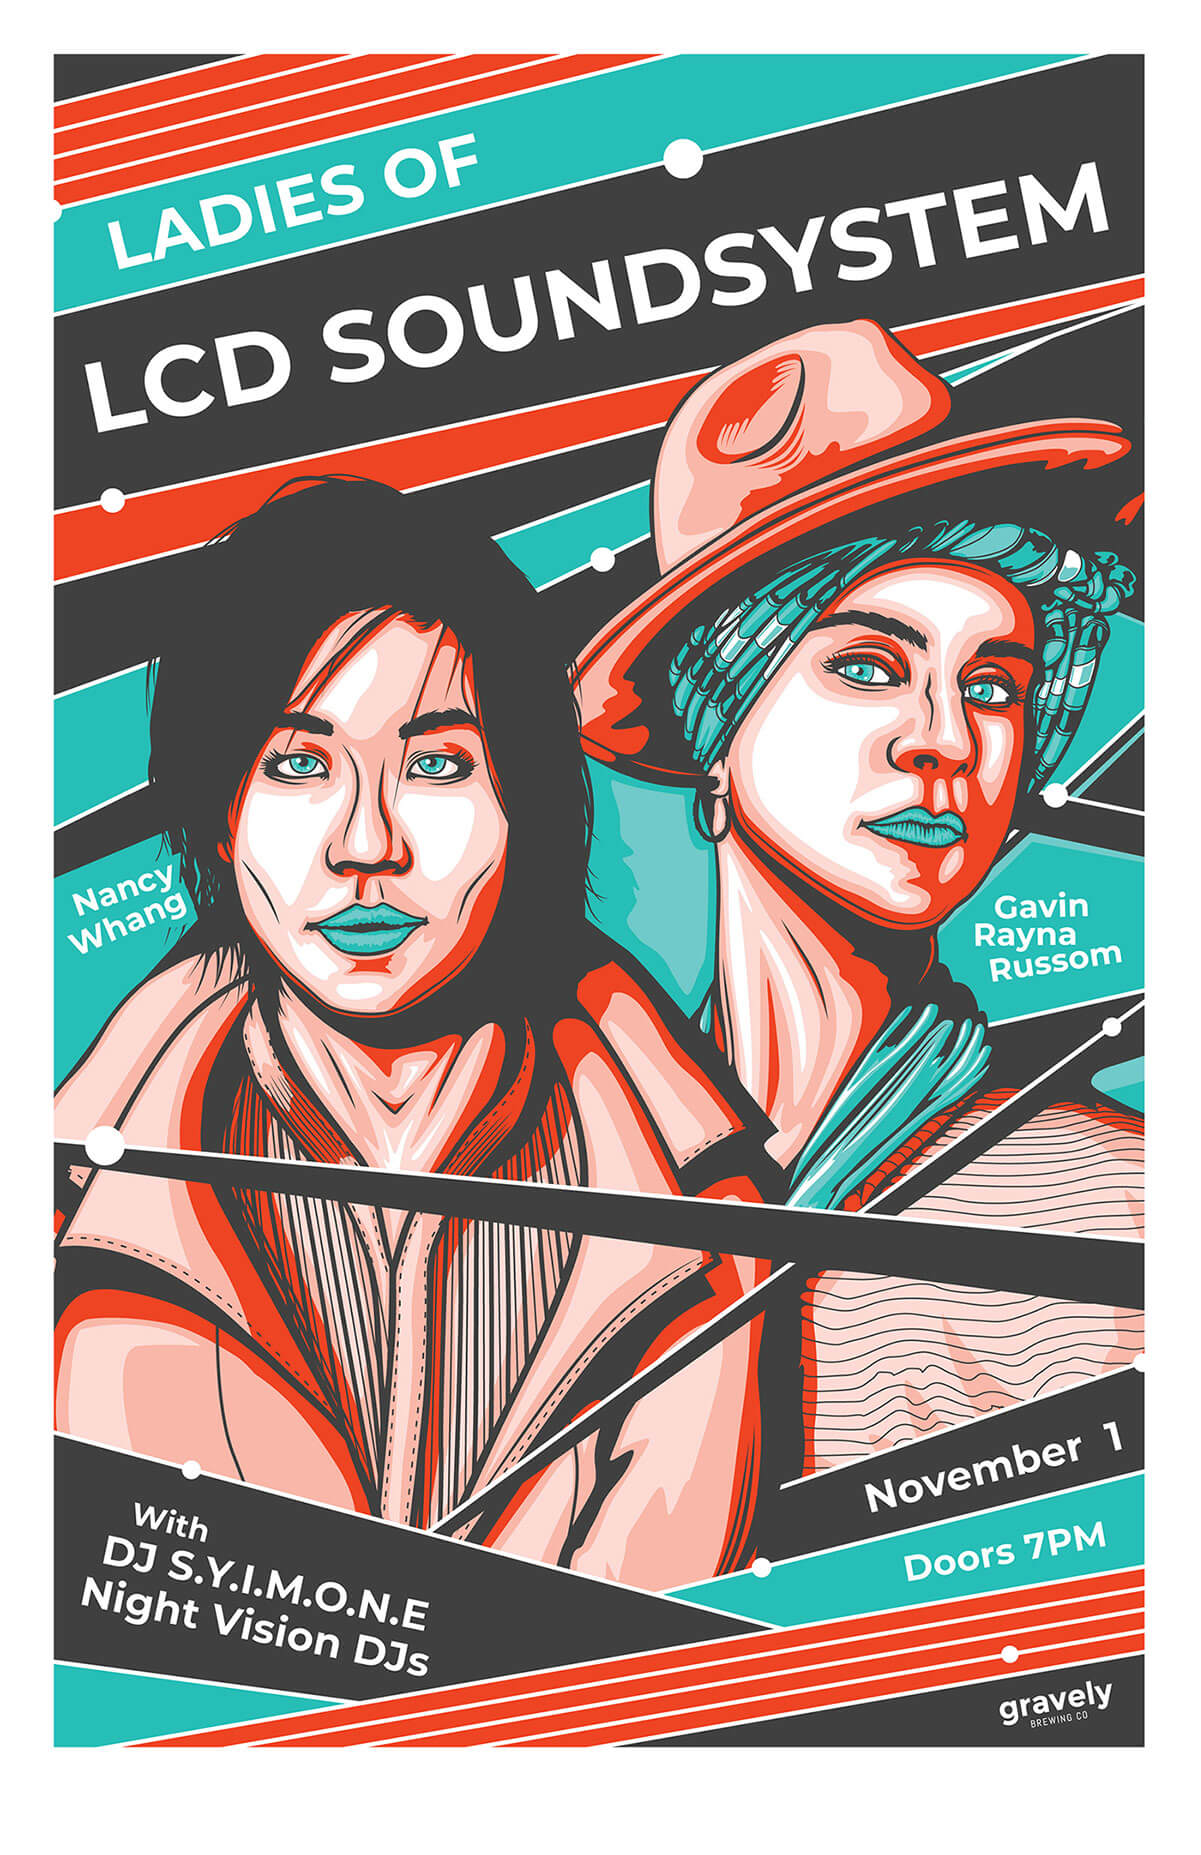 LADIES OF
LCD SOUNDSYSTEM
Nancy
Whang
Gavin
Rayna
Russom
November 1
Doors 7PM
With
DJ S.Y.I.M.O.N.E
Night Vision DJs
gravely
BREWING CO